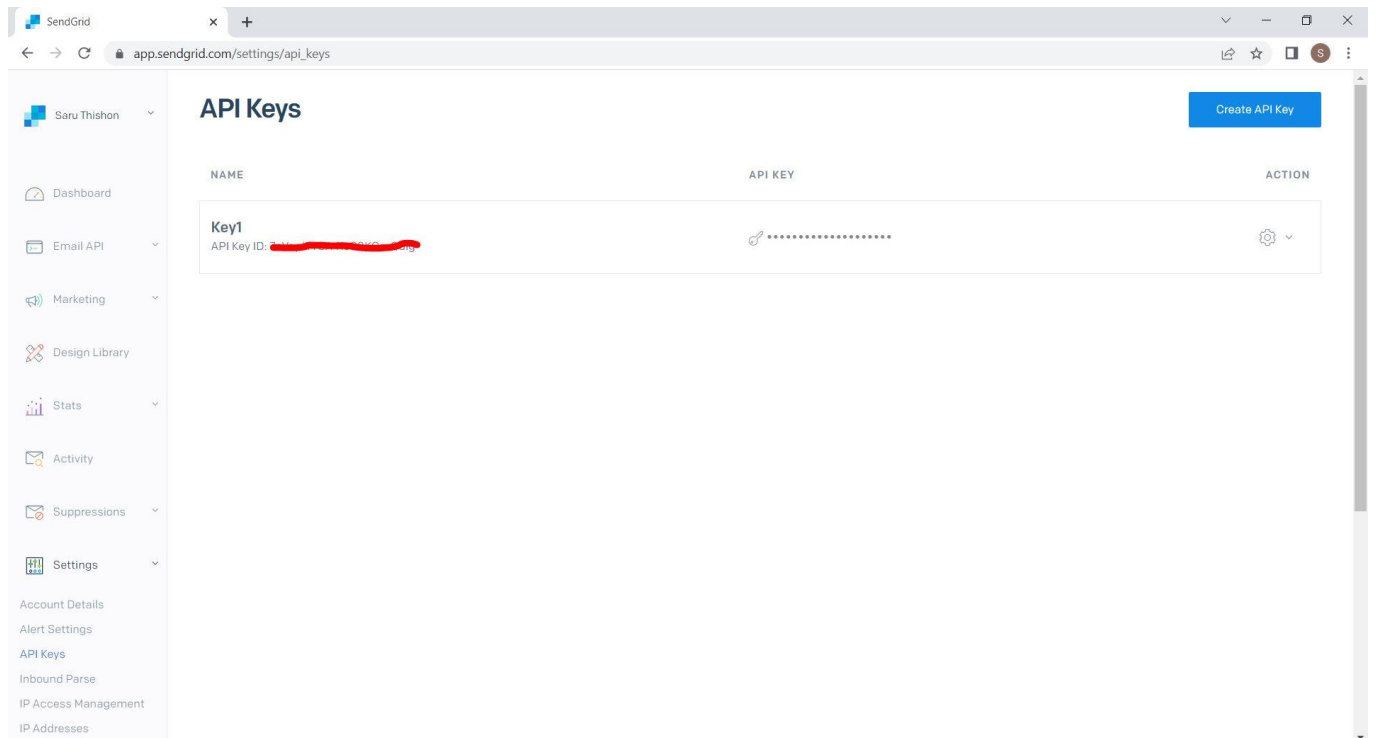 SendGrid
app.sendgrid.com/settings/api_keys
S
Saru Thishon
API Keys
Create API Key
NAME API KEY ACTION
Key1
API Key ID:
Dashboard
Email API
Marketing
Design Library
Stats
Activity
Suppressions
Settings
Account Details
Alert Settings
API Keys
Inbound Parse
IP Access Management
IP Addresses